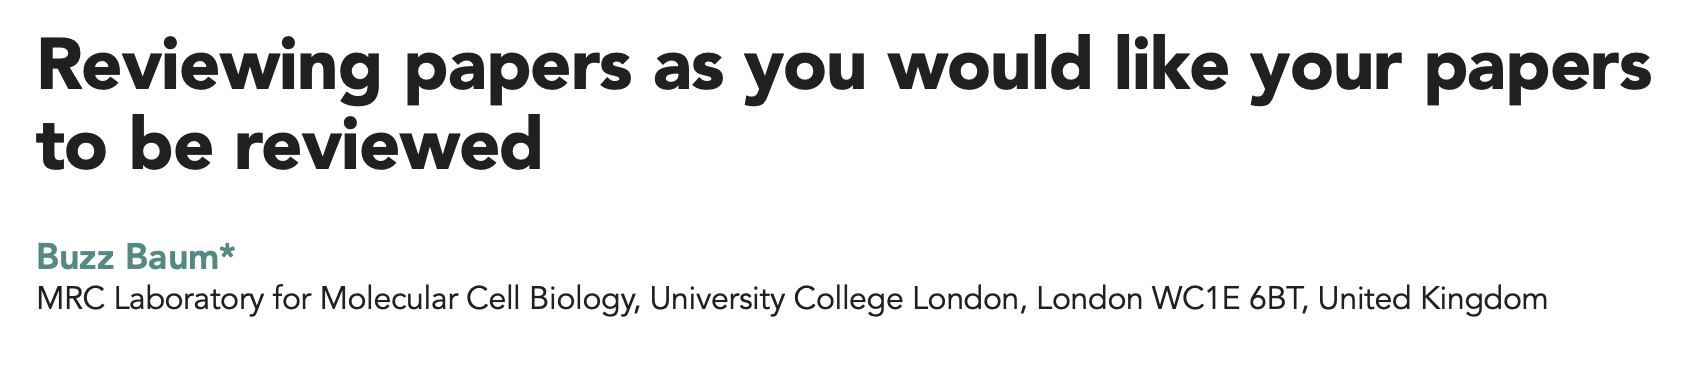 Reviewing papers as you would like your papers
to be reviewed
Buzz Baum*
MRC Laboratory for Molecular Cell Biology, University College London, London WC1E 6BT, United Kingdom